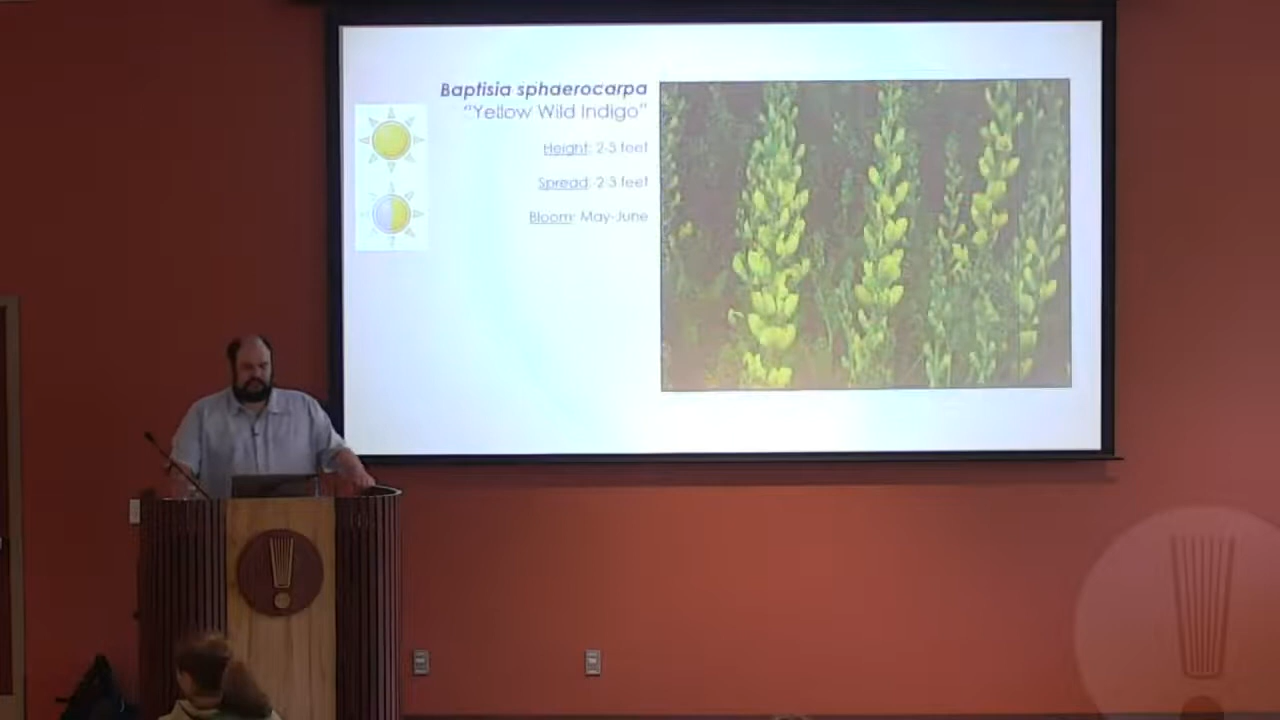 Baptisia sphaerocarpa
“Yellow Wild Indigo”
Height: 2-3 feet
Spread: 2-3 feet
Bloom: May-June